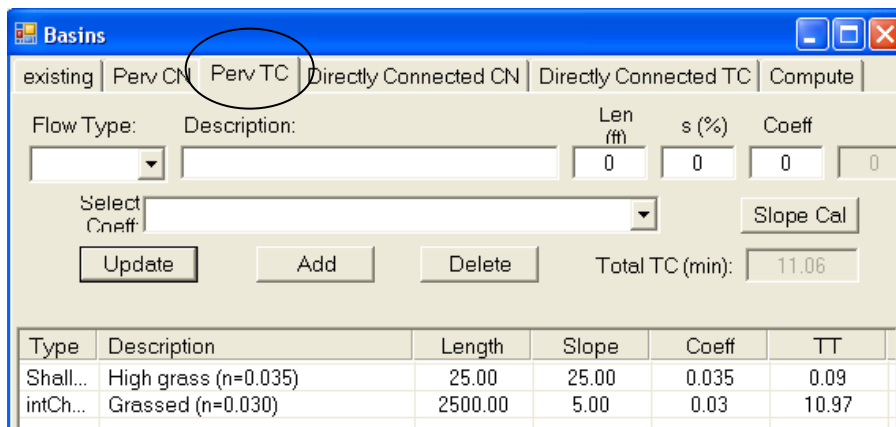 Basins
existing Perv CN Perv TC Directly Connected CN Directly Connected TC Compute
Flow Type: Description: Len (ft) s (%) Coeff
0 0 0 0
Select Coeff: Slope Cal
Update Add Delete Total TC (min): 11.06
Type Description Length Slope Coeff TT
Shall... High grass (n=0.035) 25.00 25.00 0.035 0.09
intCh... Grassed (n=0.030) 2500.00 5.00 0.03 10.97